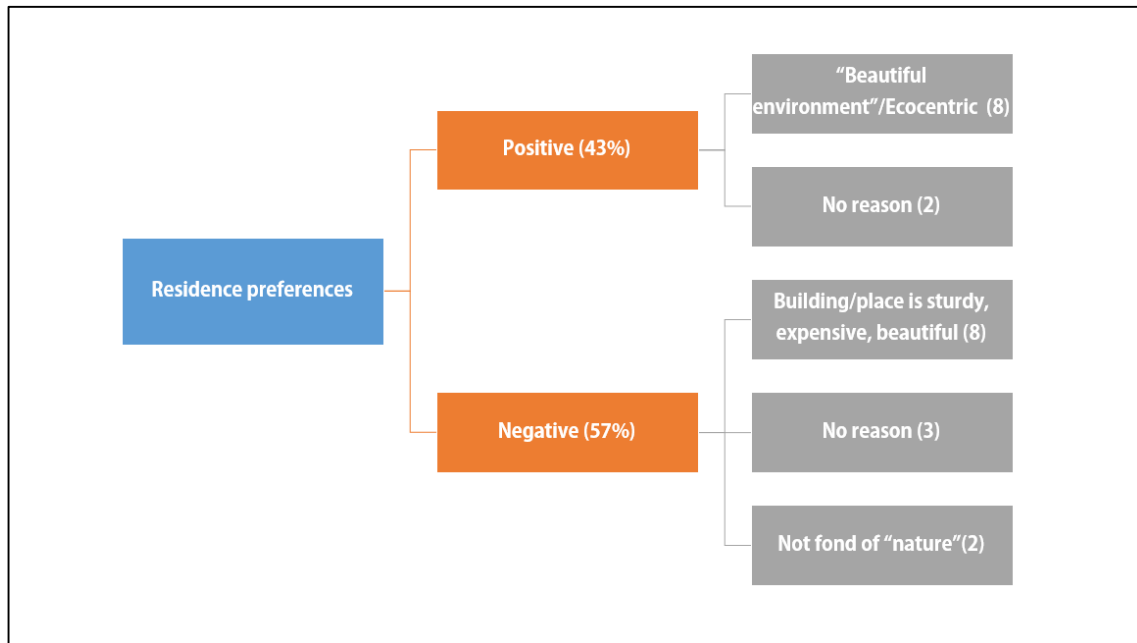 Residence preferences
Positive (43%)
“Beautiful
environment”/Ecocentric (8)
No reason (2)
Negative (57%)
Building/place is sturdy,
expensive, beautiful (8)
No reason (3)
Not fond of “nature”(2)